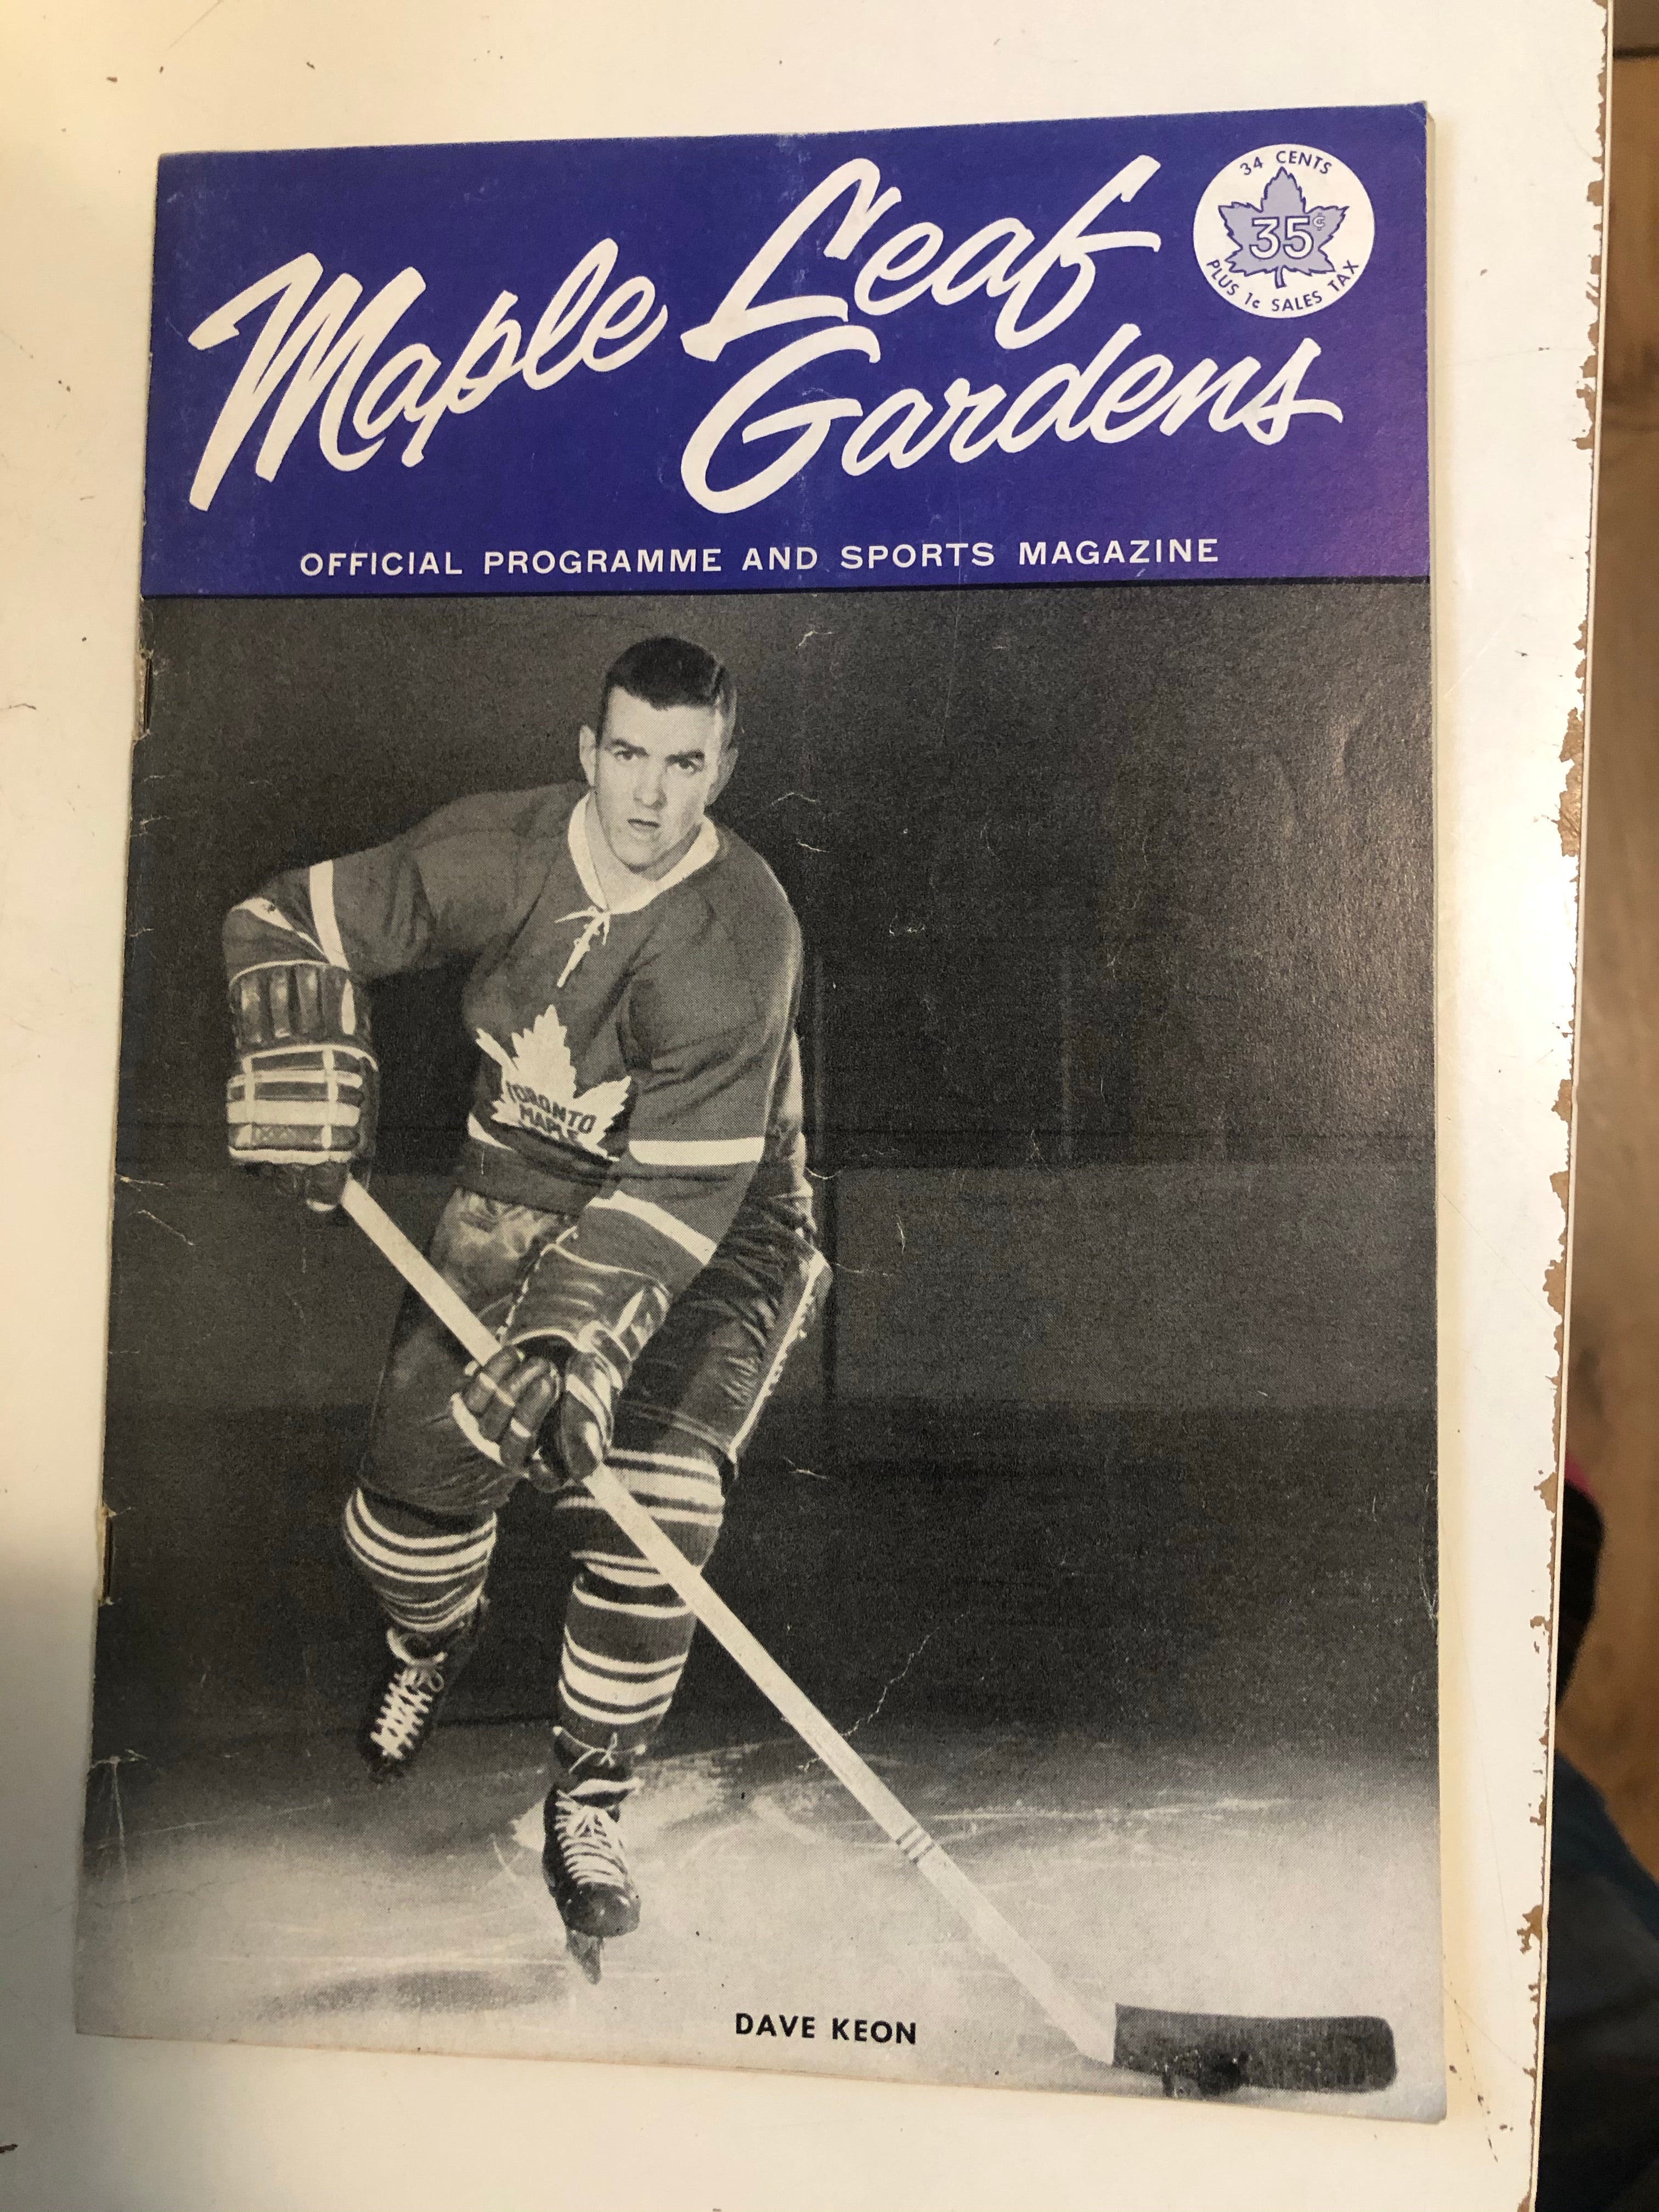 Maple Leaf
Gardens
34 CENTS
35¢
PLUS 1¢ SALES TAX
OFFICIAL PROGRAMME AND SPORTS MAGAZINE
TORONTO
MAPLE
DAVE KEON